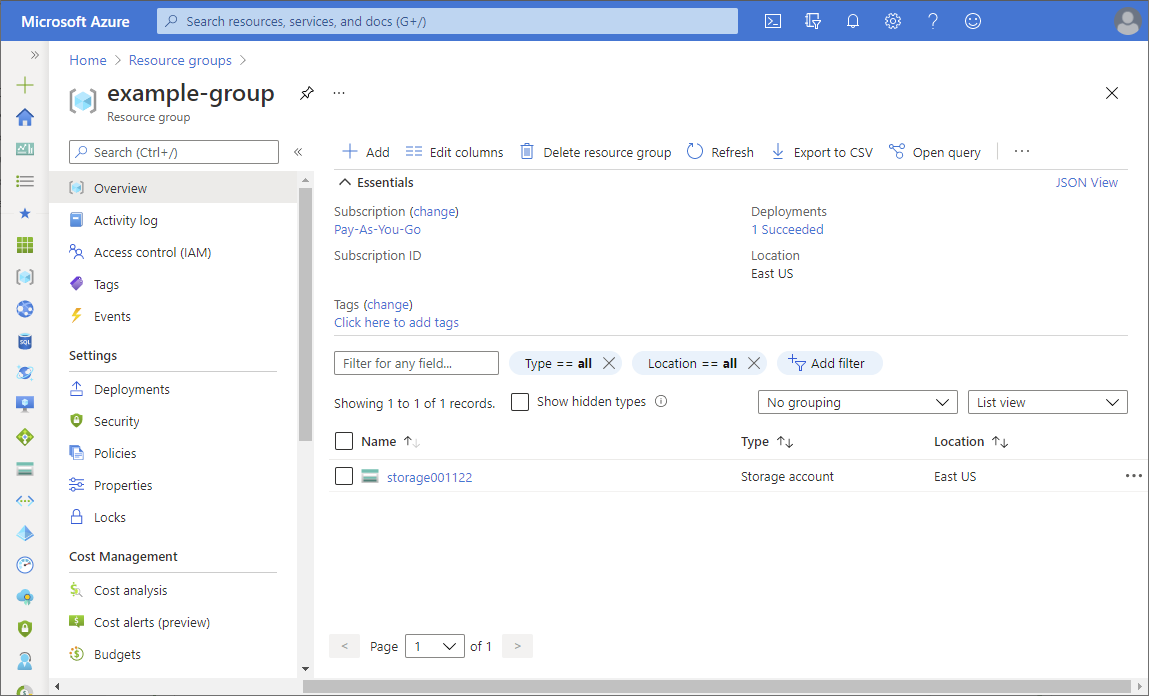 Microsoft Azure
Search resources, services, and docs (G+/)
Home > Resource groups >
example-group
Resource group
Search (Ctrl+/)
Overview
Activity log
Access control (IAM)
Tags
Events
Settings
Deployments
Security
Policies
Properties
Locks
Cost Management
Cost analysis
Cost alerts (preview)
Budgets
Add Edit columns Delete resource group Refresh Export to CSV Open query
Essentials JSON View
Subscription (change)
Pay-As-You-Go
Subscription ID
Deployments
1 Succeeded
Location
East US
Tags (change)
Click here to add tags
Filter for any field... Type == all Location == all Add filter
Showing 1 to 1 of 1 records. Show hidden types No grouping List view
Name Type Location
storage001122 Storage account East US
< Page 1 of 1 >